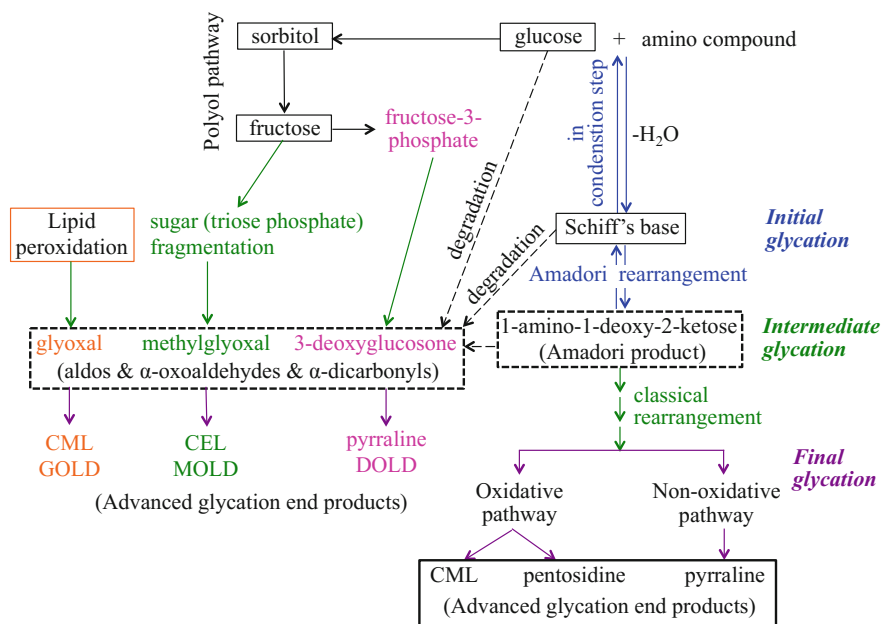 sorbitol
glucose + amino compound
Polyol pathway
in
condenstion step
-H₂O
fructose
fructose-3-
phosphate
degradation
degradation
Lipid
peroxidation
sugar (triose phosphate)
fragmentation
Schiff's base
Initial
glycation
Amadori rearrangement
glyoxal methylglyoxal 3-deoxyglucosone
(aldos & α-oxoaldehydes & α-dicarbonyls)
1-amino-1-deoxy-2-ketose
(Amadori product)
Intermediate
glycation
classical
rearrangement
CML
GOLD
CEL
MOLD
pyrraline
DOLD
(Advanced glycation end products)
Final
glycation
Oxidative
pathway
Non-oxidative
pathway
CML pentosidine pyrraline
(Advanced glycation end products)